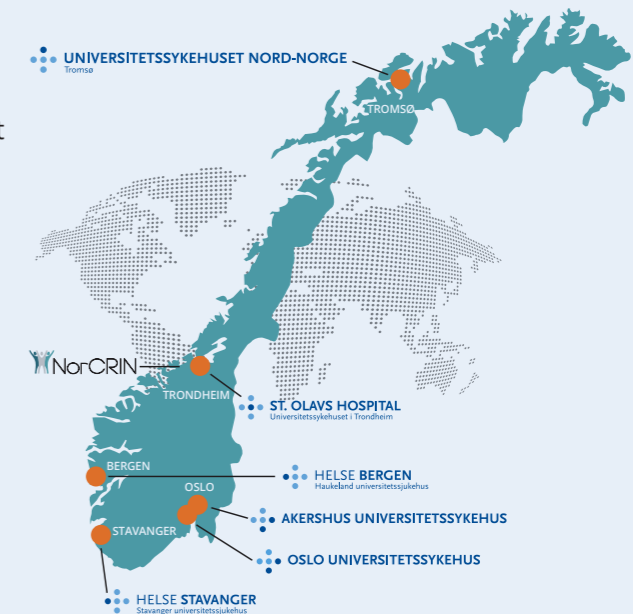 UNIVERSITETSSYKEHUSET NORD-NORGE
Tromsø
TROMSØ
t
NorCRIN
TRONDHEIM
ST. OLAVS HOSPITAL
Universitetssykehuset i Trondheim
BERGEN
HELSE BERGEN
Haukeland universitetssjukehus
OSLO
AKERSHUS UNIVERSITETSSYKEHUS
STAVANGER
OSLO UNIVERSITETSSYKEHUS
HELSE STAVANGER
Stavanger universitetssjukehus